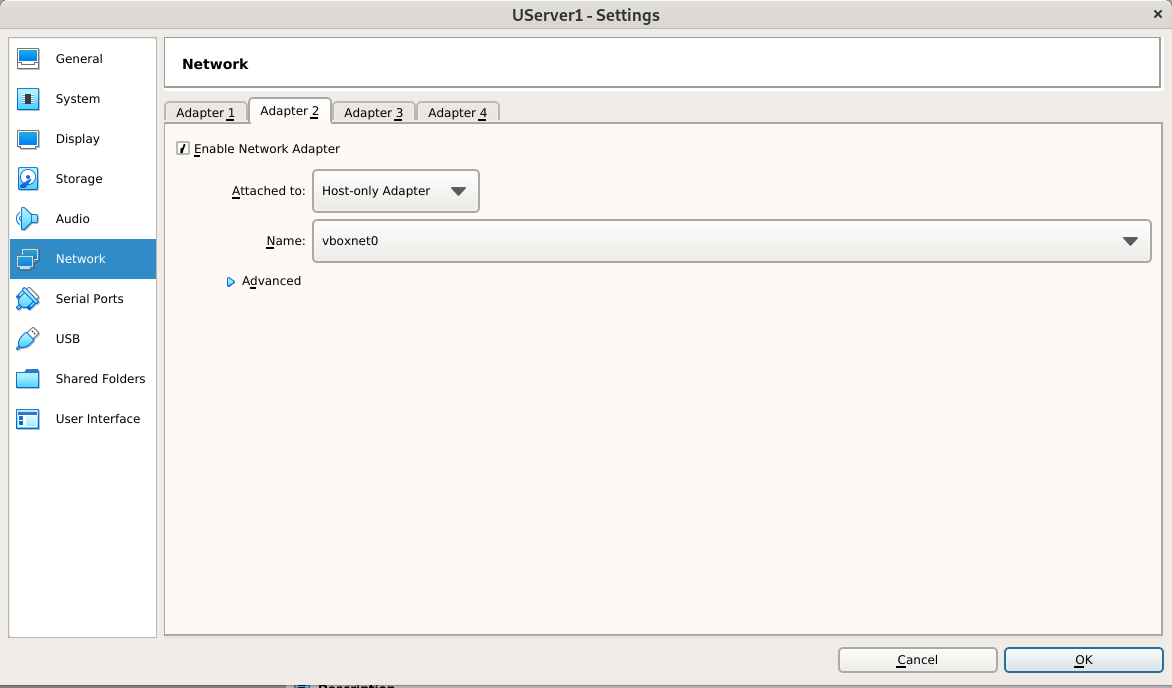 UServer1 - Settings
General
System
Display
Storage
Audio
Network
Serial Ports
USB
Shared Folders
User Interface
Network
Adapter 1 Adapter 2 Adapter 3 Adapter 4
Enable Network Adapter
Attached to: Host-only Adapter
Name: vboxnet0
Advanced
Cancel OK
Description